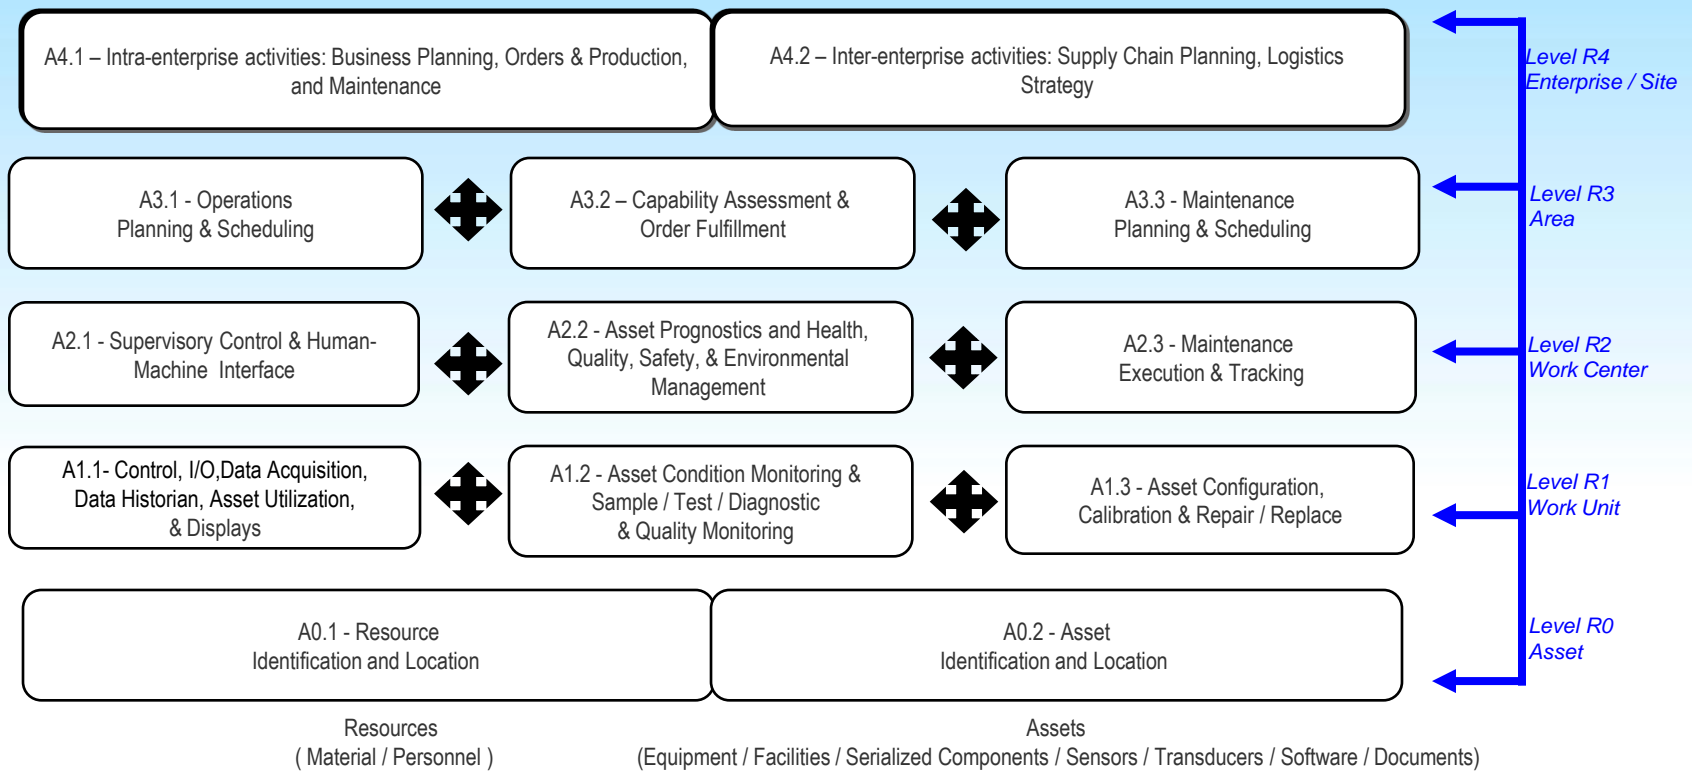 A4.1 – Intra-enterprise activities: Business Planning, Orders & Production,
and Maintenance
A4.2 – Inter-enterprise activities: Supply Chain Planning, Logistics
Strategy
Level R4
Enterprise / Site
A3.1 - Operations
Planning & Scheduling
A3.2 – Capability Assessment &
Order Fulfillment
A3.3 - Maintenance
Planning & Scheduling
Level R3
Area
A2.1 - Supervisory Control & Human-
Machine Interface
A2.2 - Asset Prognostics and Health,
Quality, Safety, & Environmental
Management
A2.3 - Maintenance
Execution & Tracking
Level R2
Work Center
A1.1- Control, I/O,Data Acquisition,
Data Historian, Asset Utilization,
& Displays
A1.2 - Asset Condition Monitoring &
Sample / Test / Diagnostic
& Quality Monitoring
A1.3 - Asset Configuration,
Calibration & Repair / Replace
Level R1
Work Unit
A0.1 - Resource
Identification and Location
A0.2 - Asset
Identification and Location
Level R0
Asset
Resources
( Material / Personnel )
Assets
(Equipment / Facilities / Serialized Components / Sensors / Transducers / Software / Documents)